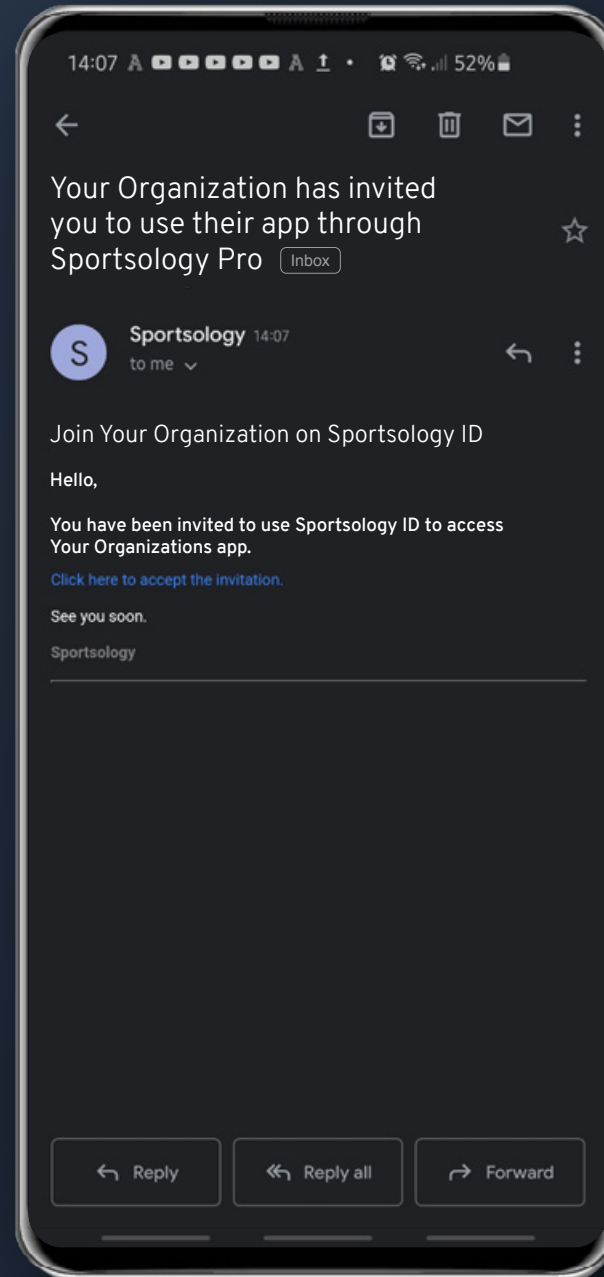 14:07 52%
Your Organization has invited
you to use their app through
Sportsology Pro Inbox
S
Sportsology 14:07
to me
Join Your Organization on Sportsology ID
Hello,
You have been invited to use Sportsology ID to access
Your Organizations app.
Click here to accept the invitation.
See you soon.
Sportsology
Reply Reply all Forward